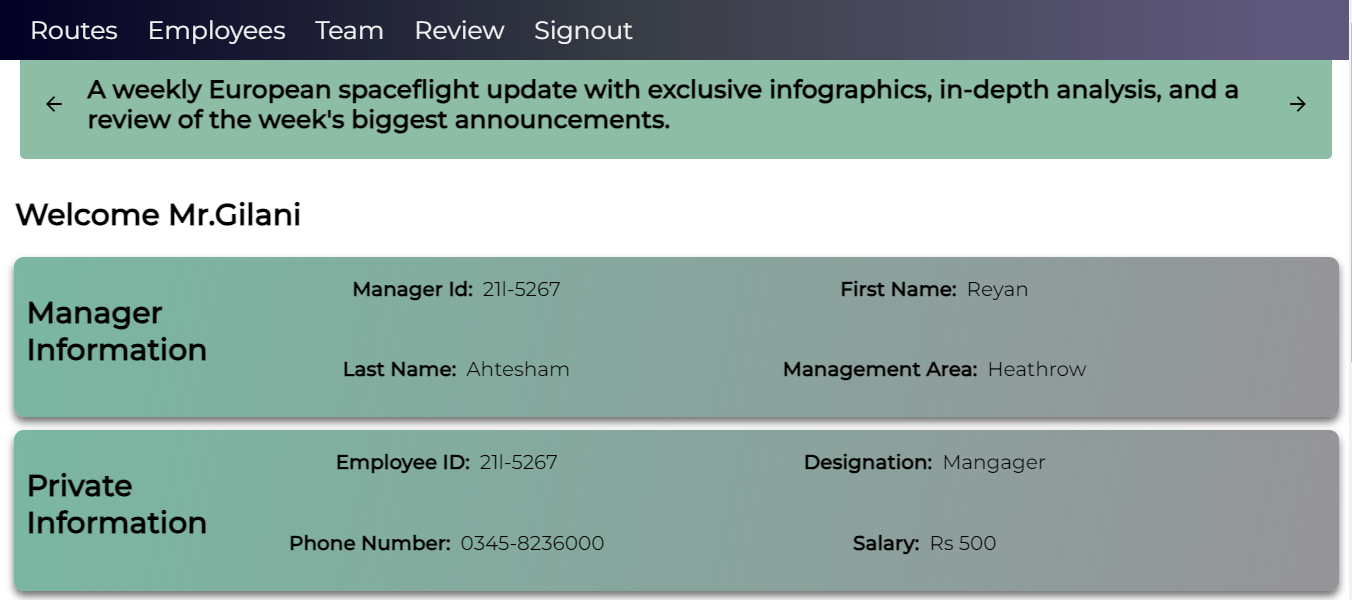 Routes Employees Team Review Signout
← A weekly European spaceflight update with exclusive infographics, in-depth analysis, and a →
review of the week's biggest announcements.
Welcome Mr.Gilani
Manager
Information
Manager Id: 21l-5267 First Name: Reyan
Last Name: Ahtesham Management Area: Heathrow
Private
Information
Employee ID: 21l-5267 Designation: Mangager
Phone Number: 0345-8236000 Salary: Rs 500